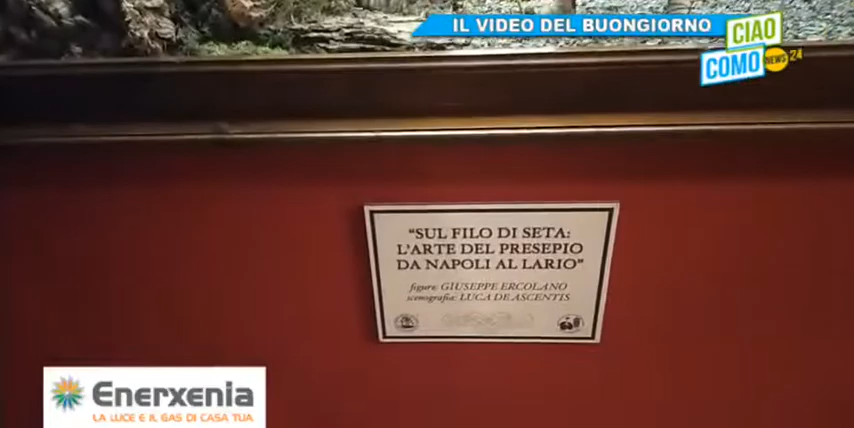 IL VIDEO DEL BUONGIORNO
CIAO
COMO
NEWS 24
"SUL FILO DI SETA:
L'ARTE DEL PRESEPIO
DA NAPOLI AL LARIO"
figure: GIUSEPPE ERCOLANO
scenografia: LUCA DE ASCENTIS
Enerxenia
LA LUCE E IL GAS DI CASA TUA